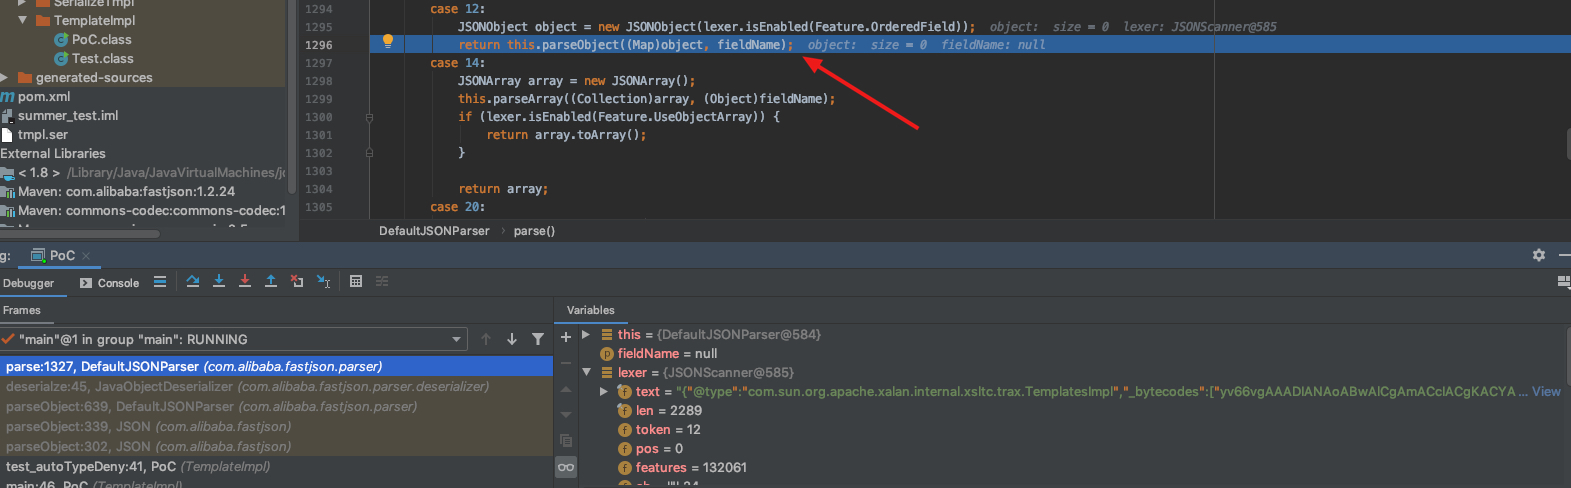 SerializeTmpl
TemplateImpl
PoC.class
Test.class
generated-sources
pom.xml
summer_test.iml
tmpl.ser
External Libraries
< 1.8 > /Library/Java/JavaVirtualMachines/j
Maven: com.alibaba:fastjson:1.2.24
Maven: commons-codec:commons-codec:1
1294 case 12:
1295 JSONObject object = new JSONObject(lexer.isEnabled(Feature.OrderedField)); object: size = 0 lexer: JSONScanner@585
1296 return this.parseObject((Map)object, fieldName); object: size = 0 fieldName: null
1297 case 14:
1298 JSONArray array = new JSONArray();
1299 this.parseArray((Collection)array, (Object)fieldName);
1300 if (lexer.isEnabled(Feature.UseObjectArray)) {
1301 return array.toArray();
1302 }
1303
1304 return array;
1305 case 20:
DefaultJSONParser › parse()
g: PoC ×
Debugger Console
Frames
"main"@1 in group "main": RUNNING
parse:1327, DefaultJSONParser (com.alibaba.fastjson.parser)
deserialze:45, JavaObjectDeserializer (com.alibaba.fastjson.parser.deserializer)
parseObject:639, DefaultJSONParser (com.alibaba.fastjson.parser)
parseObject:339, JSON (com.alibaba.fastjson)
parseObject:302, JSON (com.alibaba.fastjson)
test_autoTypeDeny:41, PoC (TemplateImpl)
main:46, PoC (TemplateImpl)
Variables
this = {DefaultJSONParser@584}
fieldName = null
lexer = {JSONScanner@585}
text = "{"@type":"com.sun.org.apache.xalan.internal.xsltc.trax.TemplatesImpl","_bytecodes":["yv66vgAAADIANAoABwAlCgAmACcIACgKACYA ... View
len = 2289
token = 12
pos = 0
features = 132061